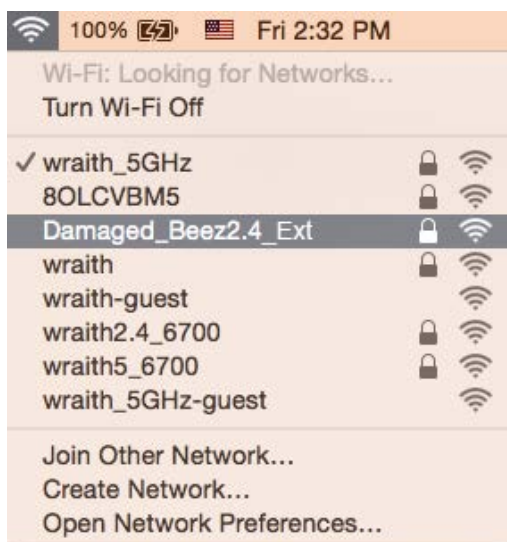 100% Fri 2:32 PM
Wi-Fi: Looking for Networks...
Turn Wi-Fi Off
✓ wraith_5GHz
8OLCVBM5
Damaged_Beez2.4_Ext
wraith
wraith-guest
wraith2.4_6700
wraith5_6700
wraith_5GHz-guest
Join Other Network...
Create Network...
Open Network Preferences...